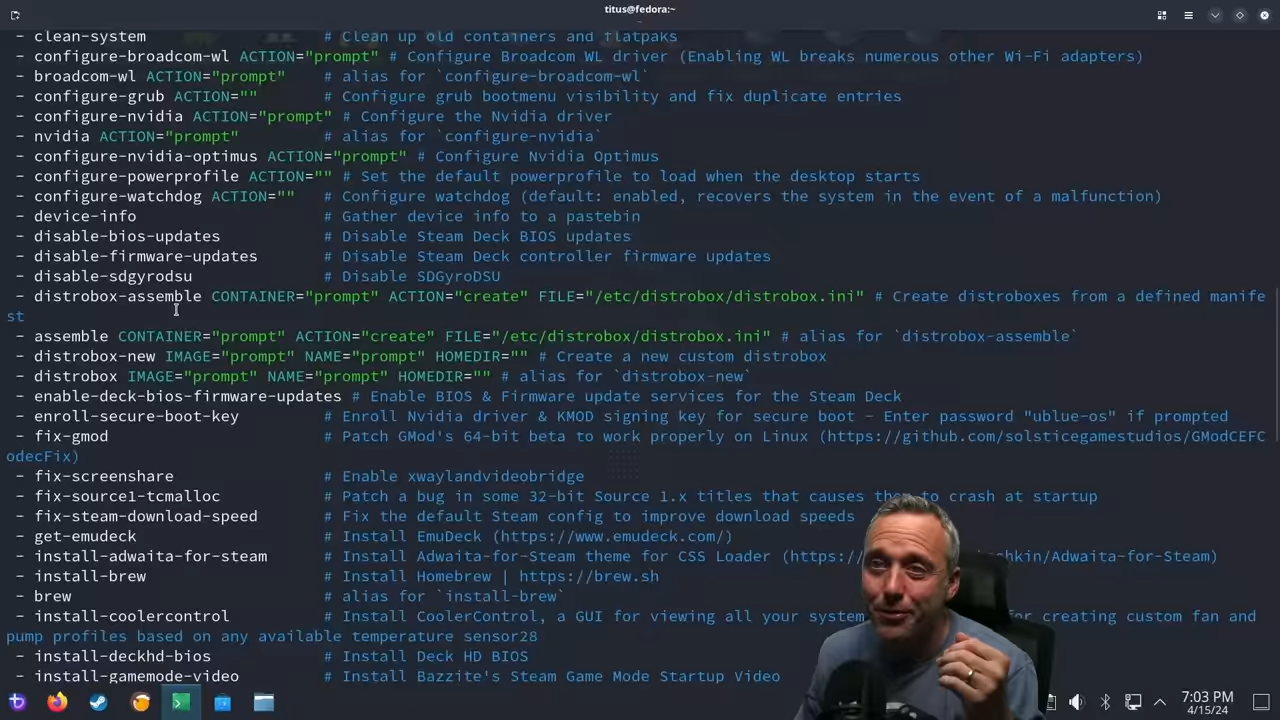 titus@fedora:~
- clean-system # Clean up old containers and flatpaks
- configure-broadcom-wl ACTION="prompt" # Configure Broadcom WL driver (Enabling WL breaks numerous other Wi-Fi adapters)
- broadcom-wl ACTION="prompt" # alias for `configure-broadcom-wl`
- configure-grub ACTION="" # Configure grub bootmenu visibility and fix duplicate entries
- configure-nvidia ACTION="prompt" # Configure the Nvidia driver
- nvidia ACTION="prompt" # alias for `configure-nvidia`
- configure-nvidia-optimus ACTION="prompt" # Configure Nvidia Optimus
- configure-powerprofile ACTION="" # Set the default powerprofile to load when the desktop starts
- configure-watchdog ACTION="" # Configure watchdog (default: enabled, recovers the system in the event of a malfunction)
- device-info # Gather device info to a pastebin
- disable-bios-updates # Disable Steam Deck BIOS updates
- disable-firmware-updates # Disable Steam Deck controller firmware updates
- disable-sdgyrodsu # Disable SDGyroDSU
- distrobox-assemble CONTAINER="prompt" ACTION="create" FILE="/etc/distrobox/distrobox.ini" # Create distroboxes from a defined manife
st
- assemble CONTAINER="prompt" ACTION="create" FILE="/etc/distrobox/distrobox.ini" # alias for `distrobox-assemble`
- distrobox-new IMAGE="prompt" NAME="prompt" HOMEDIR="" # Create a new custom distrobox
- distrobox IMAGE="prompt" NAME="prompt" HOMEDIR="" # alias for `distrobox-new`
- enable-deck-bios-firmware-updates # Enable BIOS & Firmware update services for the Steam Deck
- enroll-secure-boot-key # Enroll Nvidia driver & KMOD signing key for secure boot - Enter password "ublue-os" if prompted
- fix-gmod # Patch GMod's 64-bit beta to work properly on Linux (https://github.com/solsticegamestudios/GModCEFC
odecFix)
- fix-screenshare # Enable xwaylandvideobridge
- fix-source1-tcmalloc # Patch a bug in some 32-bit Source 1.x titles that causes them to crash at startup
- fix-steam-download-speed # Fix the default Steam config to improve download speeds
- get-emudeck # Install EmuDeck (https://www.emudeck.com/)
- install-adwaita-for-steam # Install Adwaita-for-Steam theme for CSS Loader (https:/ shkin/Adwaita-for-Steam)
- install-brew # Install Homebrew | https://brew.sh
- brew # alias for `install-brew`
- install-coolercontrol # Install CoolerControl, a GUI for viewing all your system for creating custom fan and
pump profiles based on any available temperature sensor28
- install-deckhd-bios # Install Deck HD BIOS
- install-gamemode-video # Install Bazzite's Steam Game Mode Startup Video
7:03 PM
4/15/24